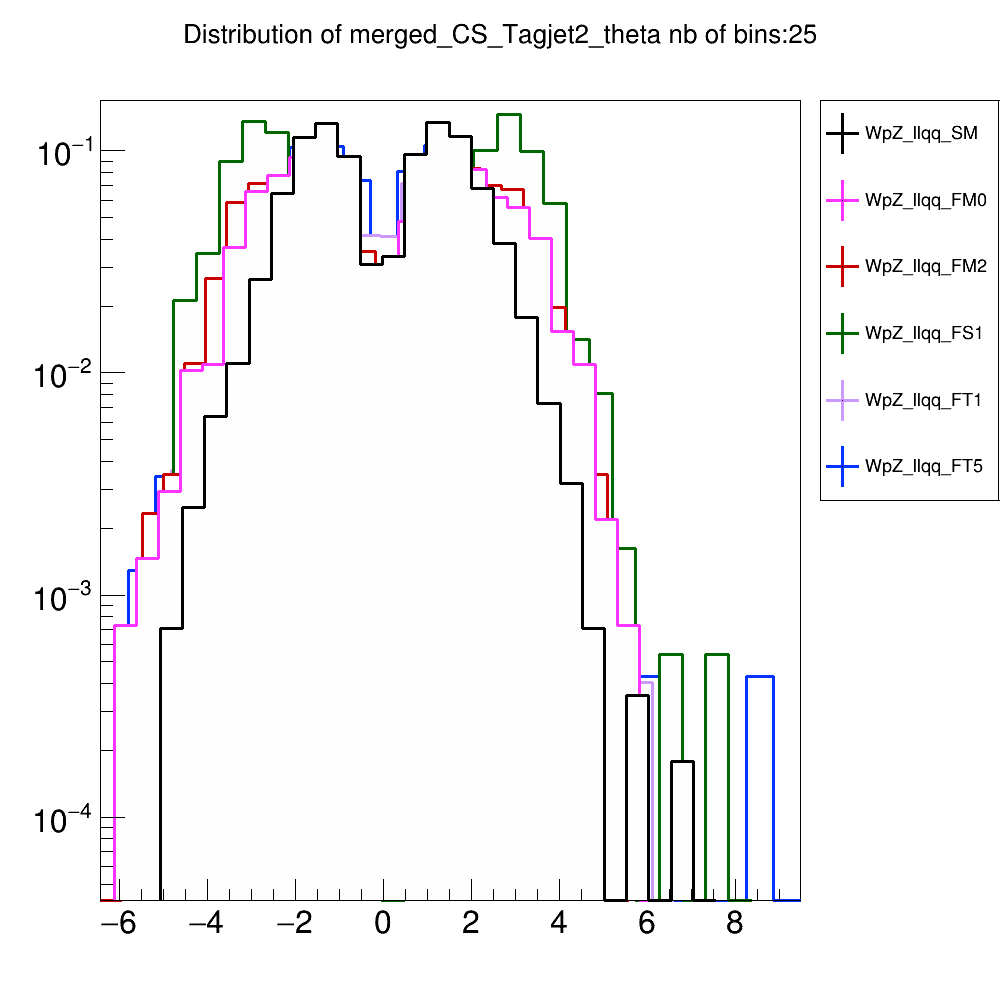 Distribution of merged_CS_Tagjet2_theta nb of bins:25
10⁻¹
10⁻²
10⁻³
10⁻⁴
−6 −4 −2 0 2 4 6 8
WpZ_llqq_SM
WpZ_llqq_FM0
WpZ_llqq_FM2
WpZ_llqq_FS1
WpZ_llqq_FT1
WpZ_llqq_FT5